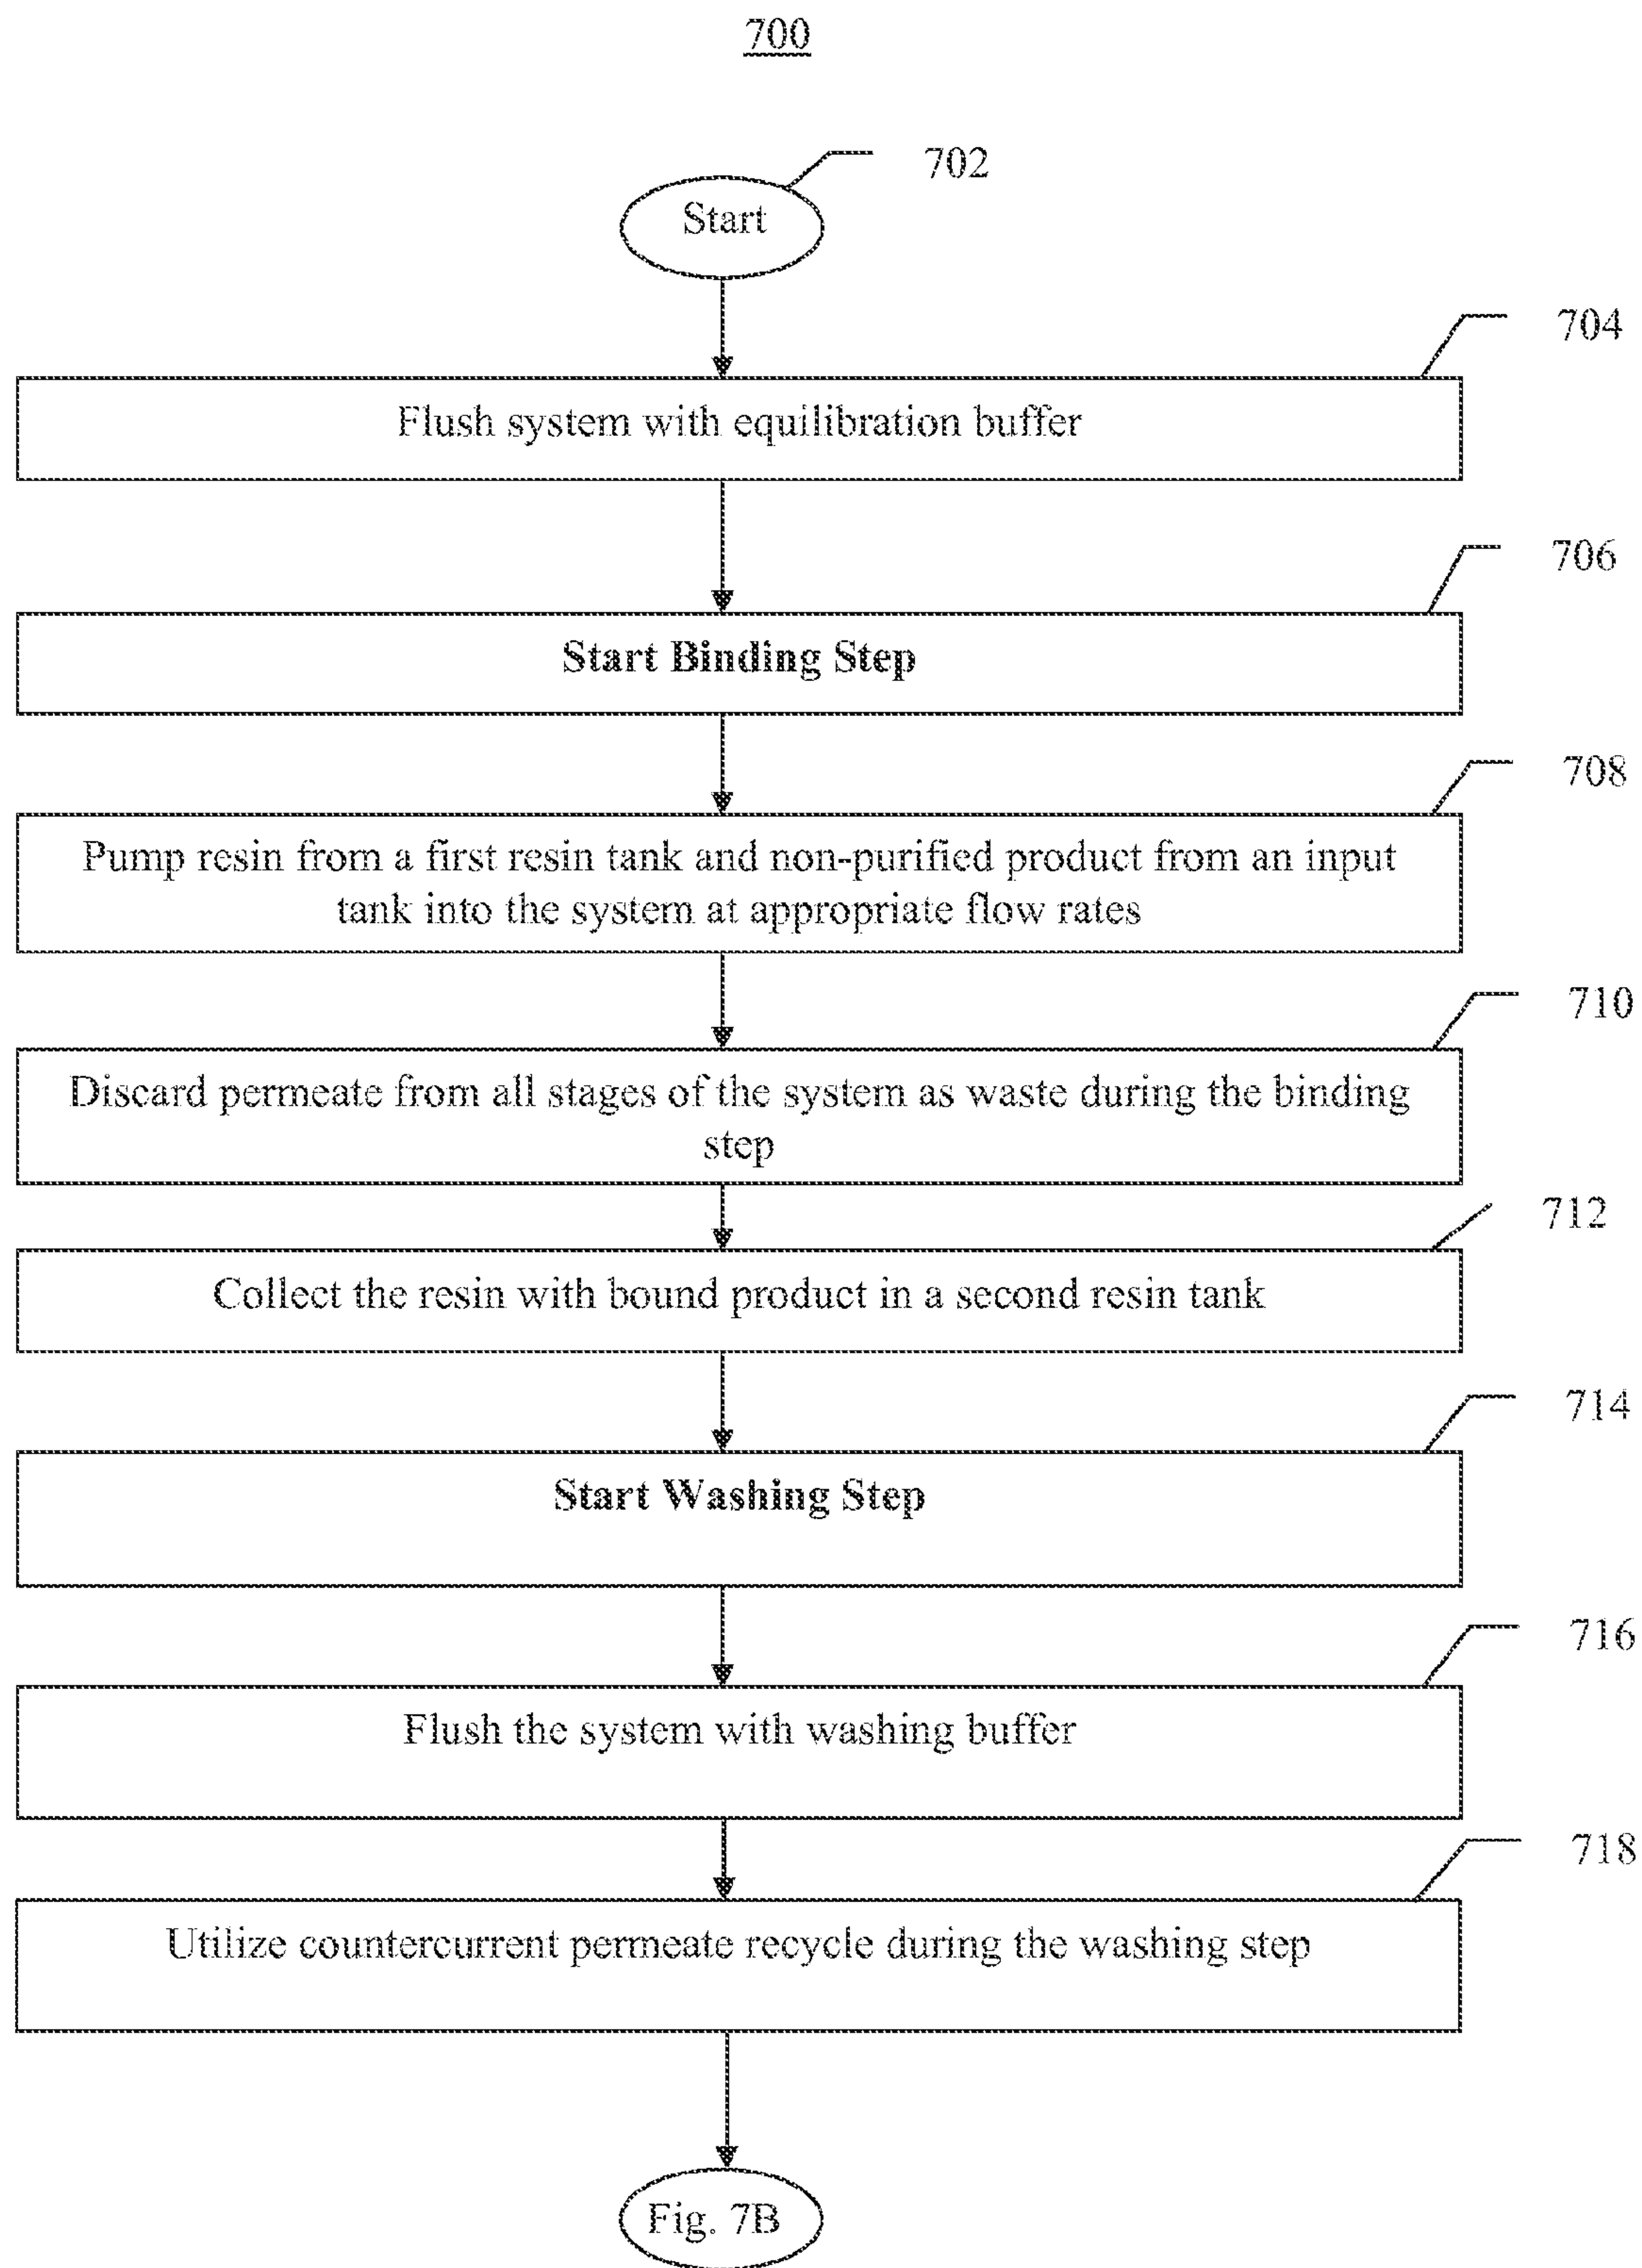 700
702
Start
704
Flush system with equilibration buffer
706
Start Binding Step
708
Pump resin from a first resin tank and non-purified product from an input
tank into the system at appropriate flow rates
710
Discard permeate from all stages of the system as waste during the binding
step
712
Collect the resin with bound product in a second resin tank
714
Start Washing Step
716
Flush the system with washing buffer
718
Utilize countercurrent permeate recycle during the washing step
Fig. 7B